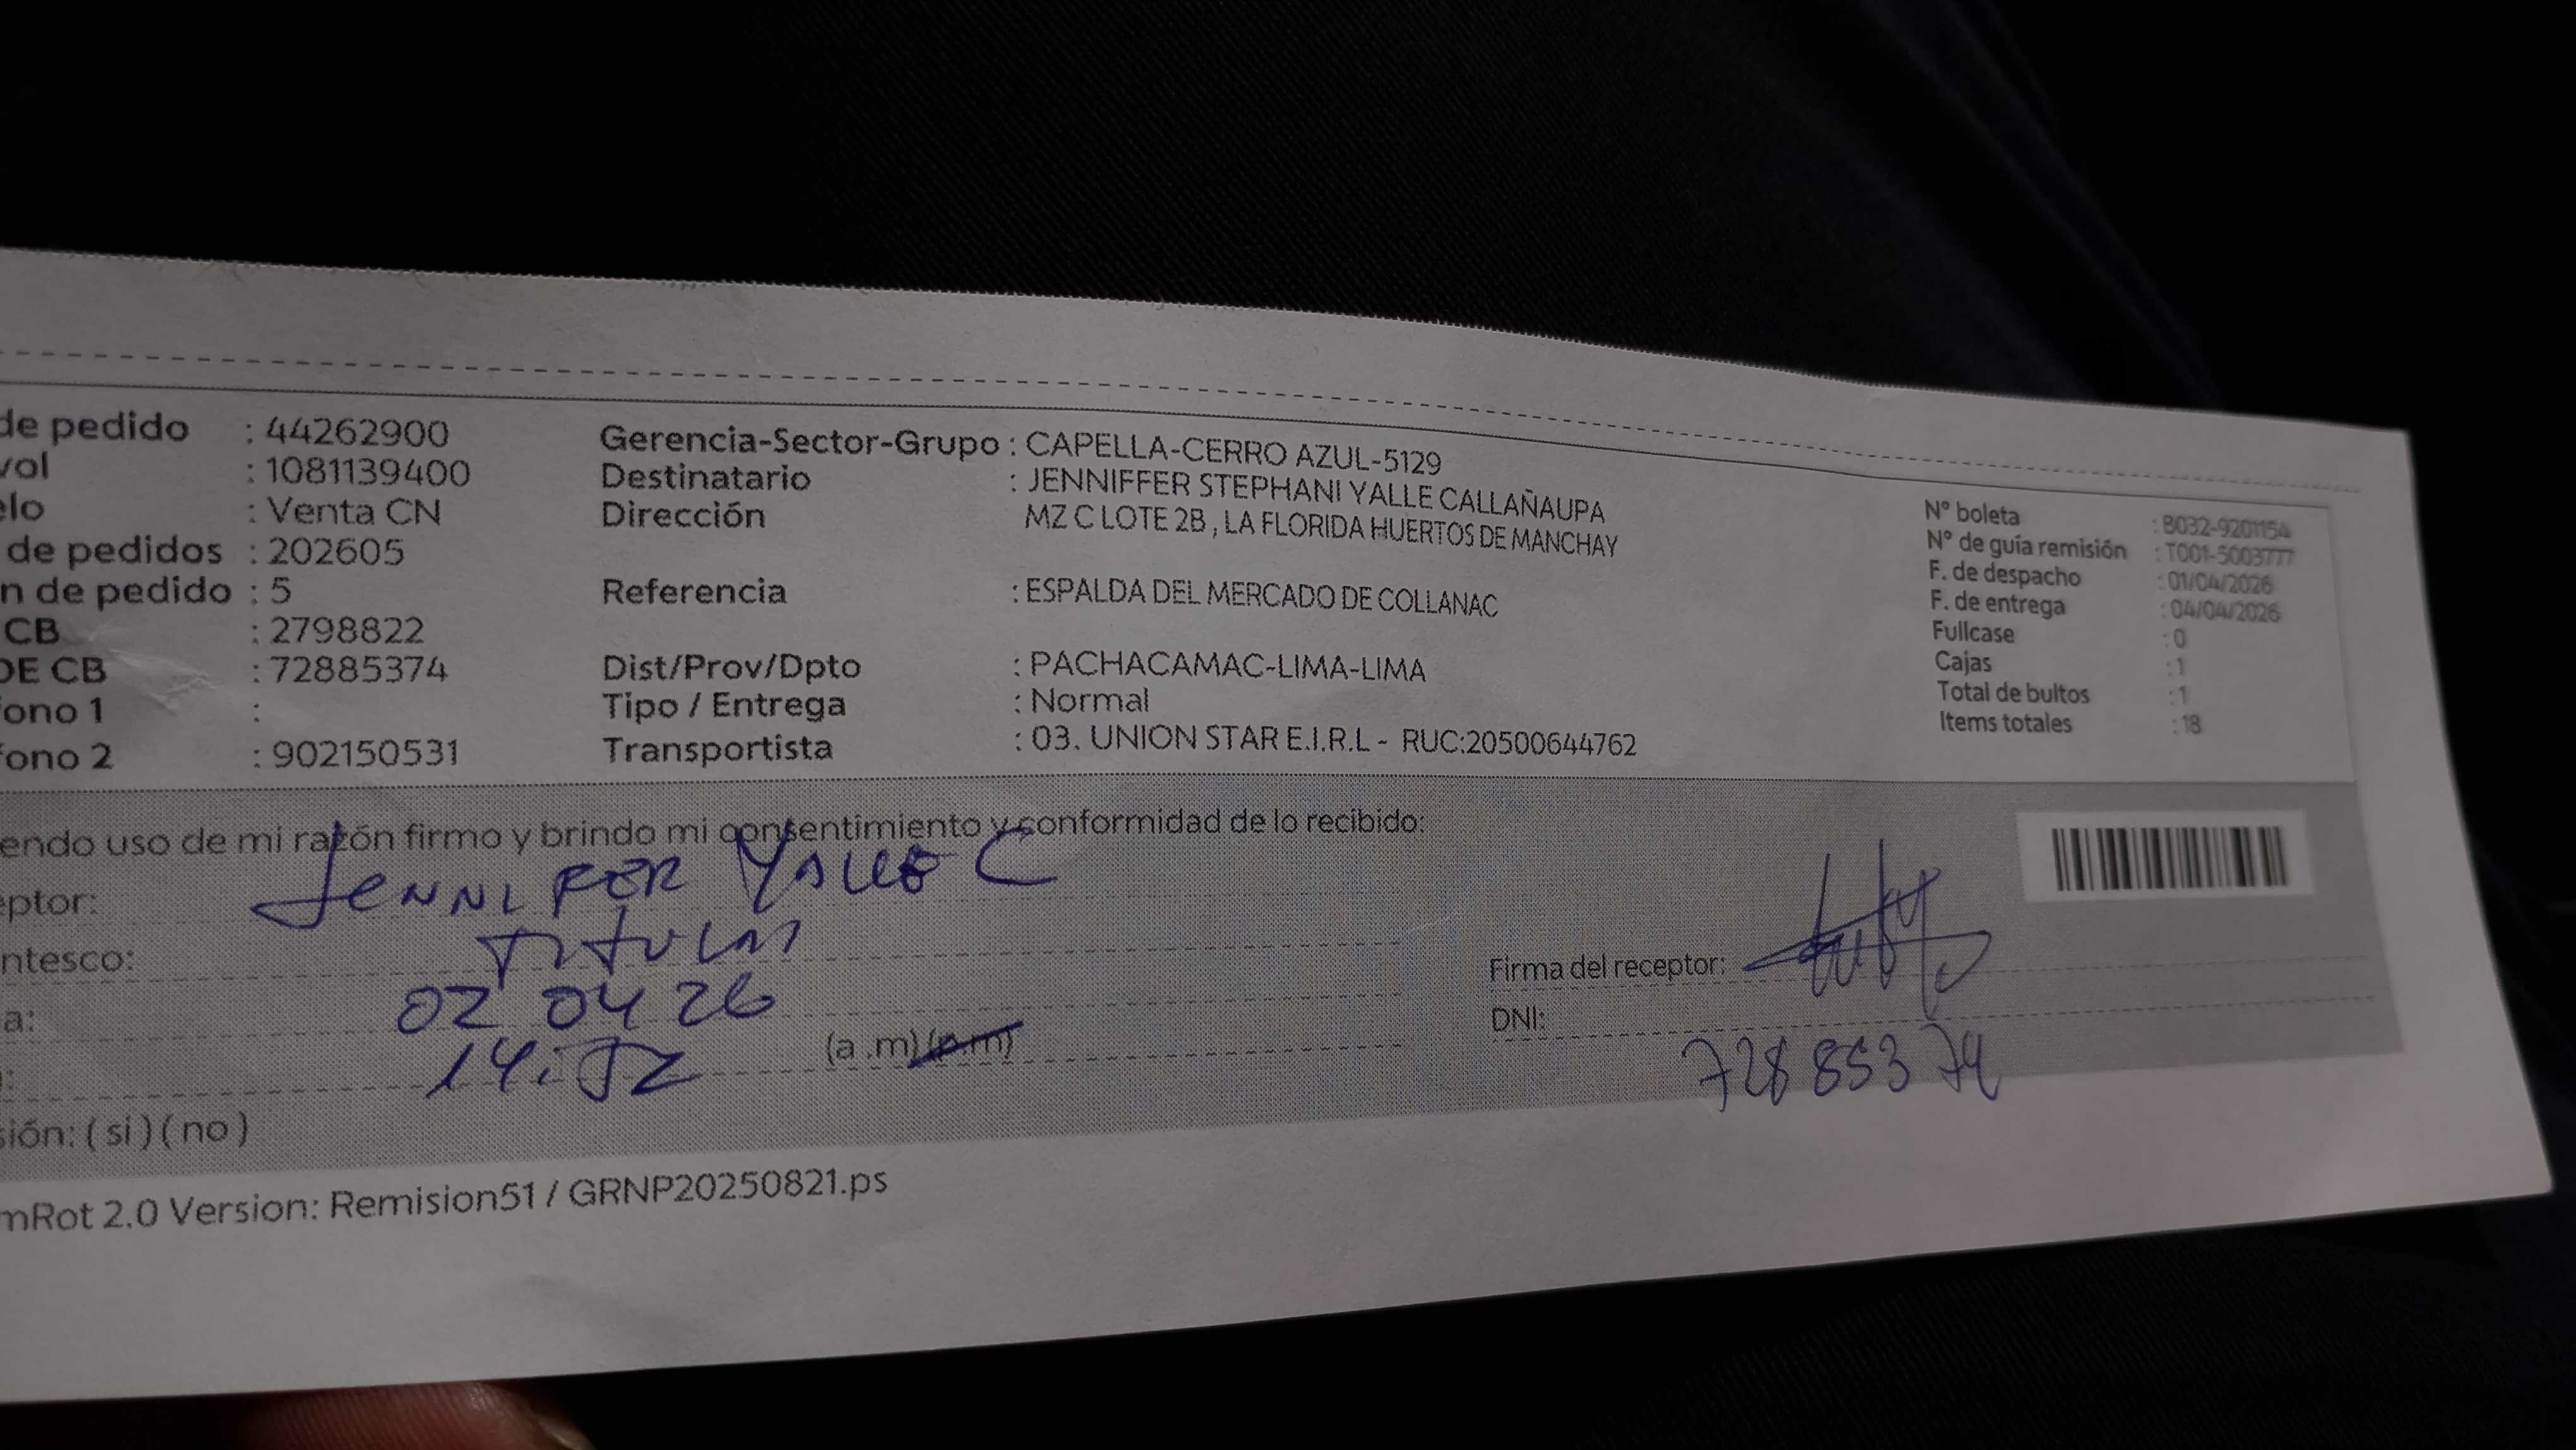 de pedido : 44262900
vol : 1081139400
elo : Venta CN
de pedidos : 202605
n de pedido : 5
CB : 2798822
DE CB : 72885374
fono 1 :
fono 2 : 902150531
Gerencia-Sector-Grupo : CAPELLA-CERRO AZUL-5129
Destinatario : JENNIFFER STEPHANI YALLE CALLAÑAUPA
Dirección MZ C LOTE 2B , LA FLORIDA HUERTOS DE MANCHAY
Referencia : ESPALDA DEL MERCADO DE COLLANAC
Dist/Prov/Dpto : PACHACAMAC-LIMA-LIMA
Tipo / Entrega : Normal
Transportista : 03. UNION STAR E.I.R.L - RUC:20500644762
N° boleta : B032-9201154
N° de guía remisión : T001-5003777
F. de despacho : 01/04/2026
F. de entrega : 04/04/2026
Fullcase : 0
Cajas : 1
Total de bultos : 1
Items totales : 18
endo uso de mi razón firmo y brindo mi consentimiento y conformidad de lo recibido:
eptor: JENNIFER YALLE C
ntesco: TITULAR
a: 02 04 26
: 14:52 (a .m) (p.m)
sión: ( si ) ( no )
Firma del receptor:
DNI: 72885374
mRot 2.0 Version: Remision51 / GRNP20250821.ps